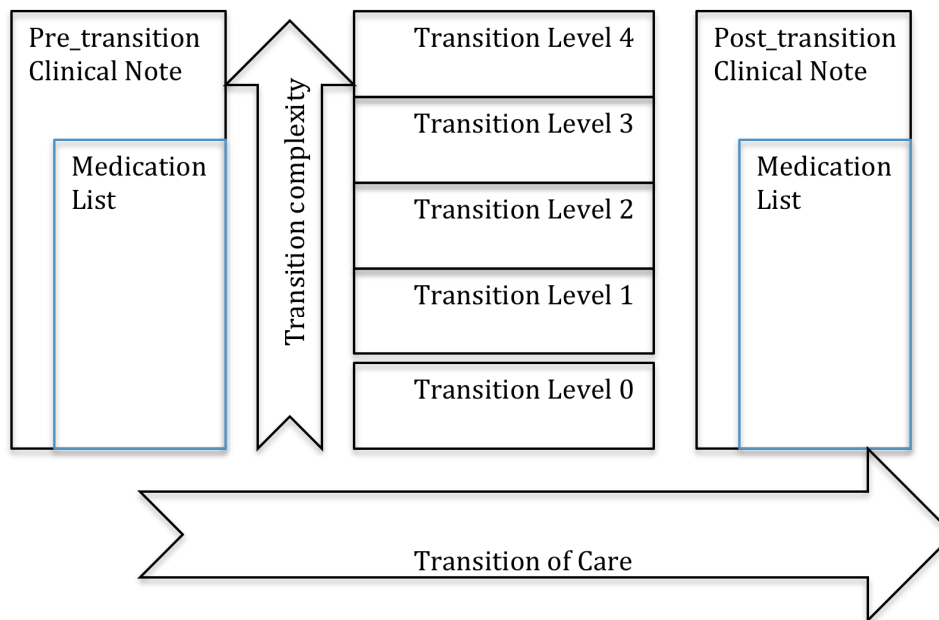 Pre_transition
Clinical Note
Medication
List
Transition complexity
Transition Level 4
Transition Level 3
Transition Level 2
Transition Level 1
Transition Level 0
Post_transition
Clinical Note
Medication
List
Transition of Care